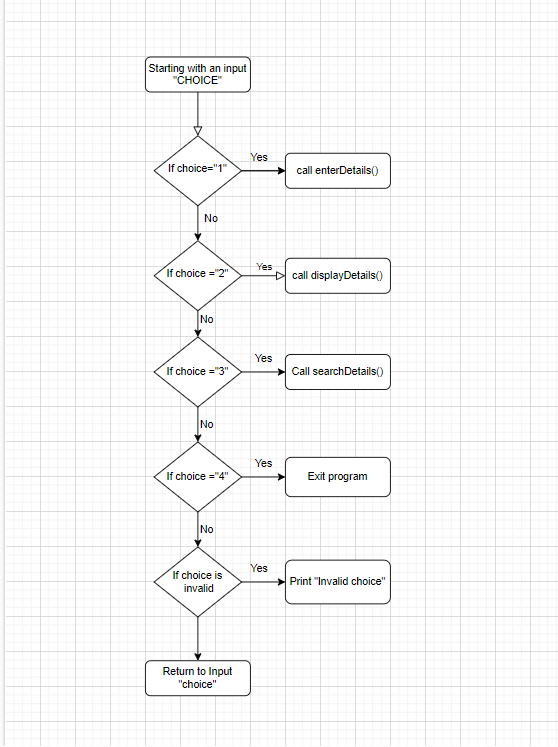 Starting with an input
"CHOICE"
If choice="1"
Yes
call enterDetails()
No
If choice ="2"
Yes
call displayDetails()
No
If choice ="3"
Yes
Call searchDetails()
No
If choice ="4"
Yes
Exit program
No
If choice is
invalid
Yes
Print "Invalid choice"
Return to Input
"choice"